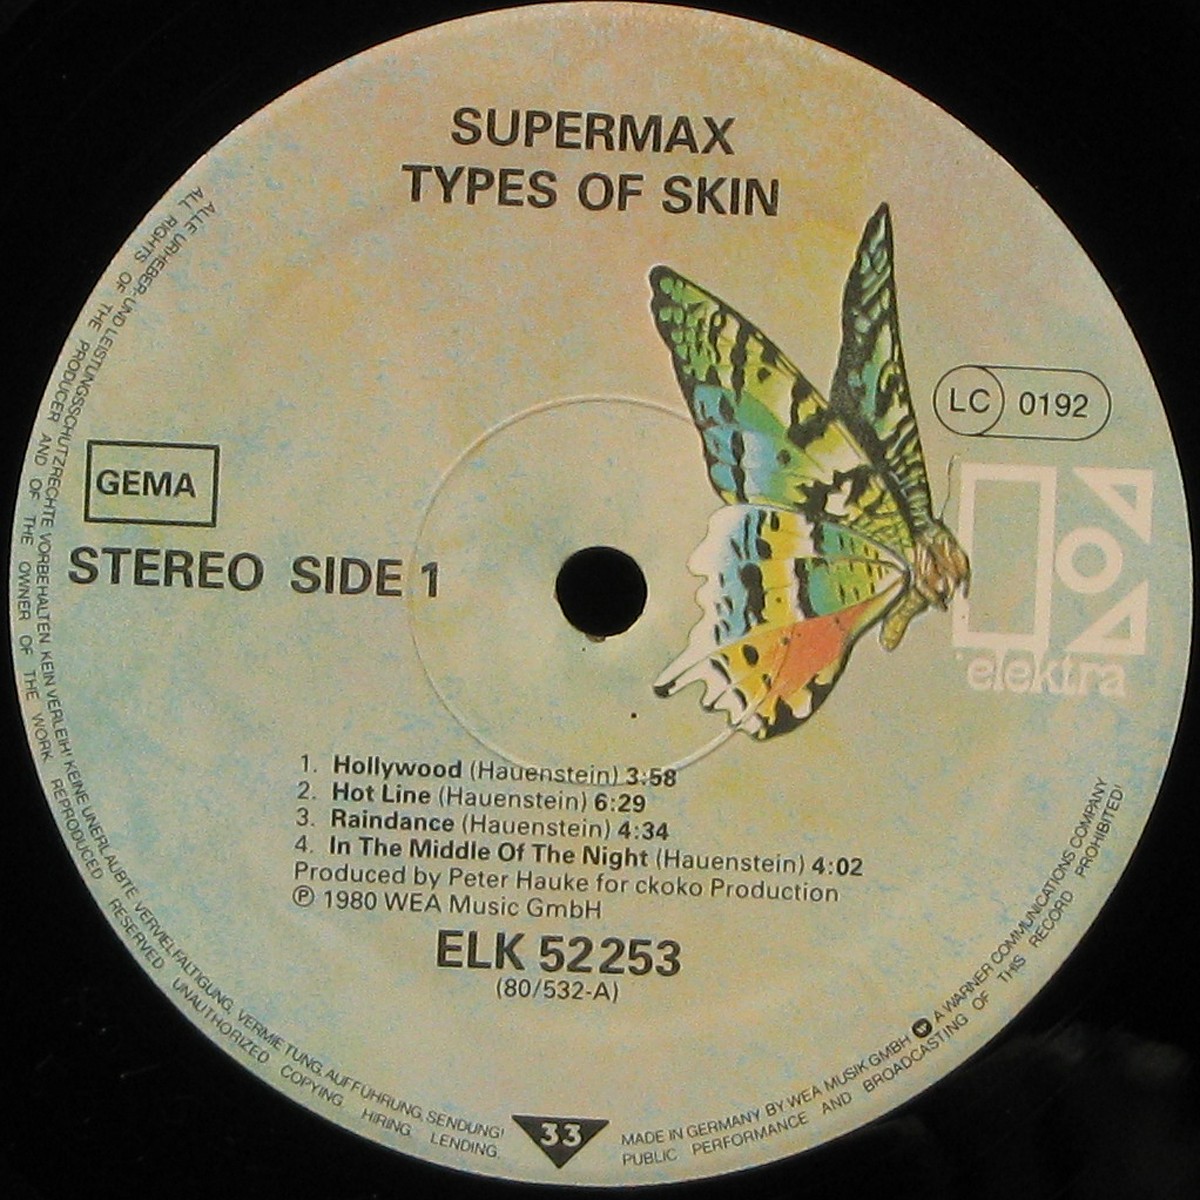 SUPERMAX
TYPES OF SKIN
LC 0192
GEMA
STEREO SIDE 1
elektra
1. Hollywood (Hauenstein) 3:58
2. Hot Line (Hauenstein) 6:29
3. Raindance (Hauenstein) 4:34
4. In The Middle Of The Night (Hauenstein) 4:02
Produced by Peter Hauke for ckoko Production
℗ 1980 WEA Music GmbH
ELK 52253
(80/532-A)
33
ALLE URHEBER-UND LEISTUNGSSCHUTZRECHTE VORBEHALTEN KEIN VERLEIH! KEINE UNERLAUBTE VERVIELFALTIGUNG, VERMIETUNG, AUFFÜHRUNG, SENDUNG!
ALL RIGHTS OF THE PRODUCER AND OF THE OWNER OF THE WORK REPRODUCED RESERVED UNAUTHORIZED COPYING. HIRING. LENDING.
MADE IN GERMANY BY WEA MUSIK GMBH A WARNER COMMUNICATIONS COMPANY
PUBLIC PERFORMANCE AND BROADCASTING OF THIS RECORD PROHIBITED!